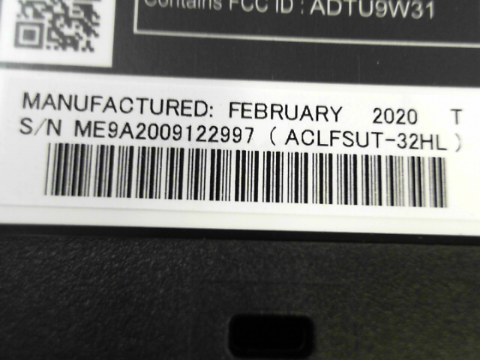 Contains FCC ID : ADTU9W31
MANUFACTURED: FEBRUARY 2020 T
S/N ME9A2009122997 ( ACLFSUT-32HL )